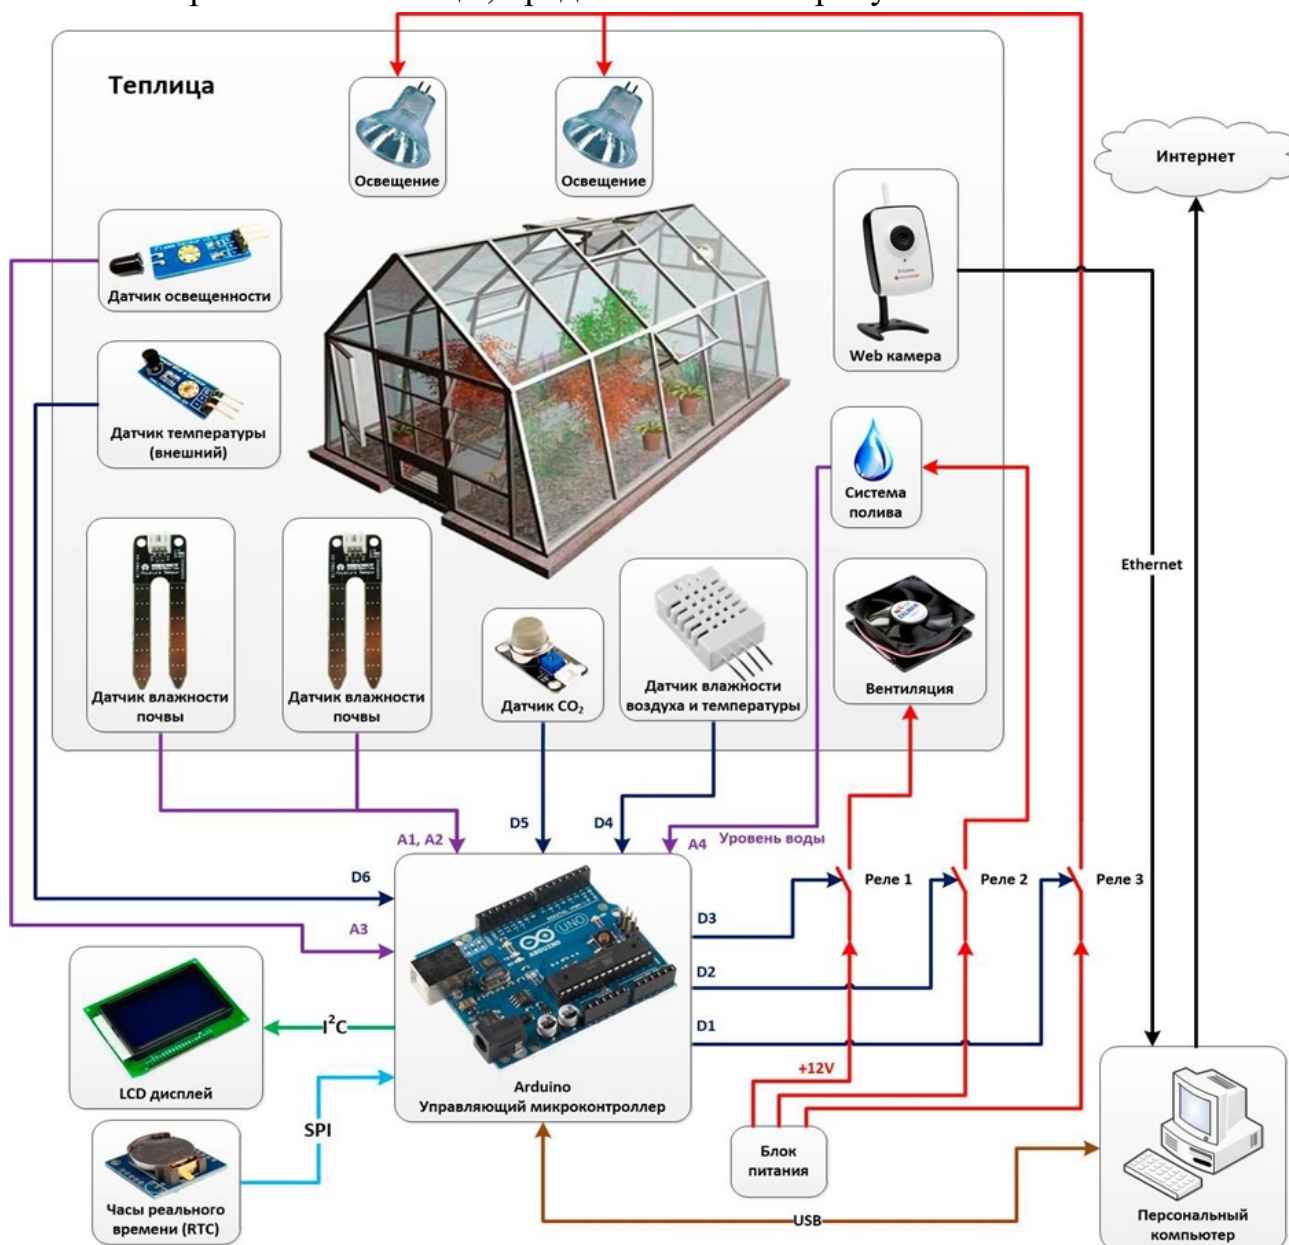 Теплица
Освещение
Освещение
Интернет
Датчик освещенности
Web камера
Датчик температуры
(внешний)
Система
полива
Ethernet
Датчик влажности
почвы
Датчик влажности
почвы
Датчик CO₂
Датчик влажности
воздуха и температуры
Вентиляция
A1, A2
D5
D4
A4
Уровень воды
D6
A3
Реле 1
Реле 2
Реле 3
D3
D2
D1
ARDUINO
UNO
I²C
LCD дисплей
SPI
Arduino
Управляющий микроконтроллер
+12V
Блок
питания
Часы реального
времени (RTC)
USB
Персональный
компьютер